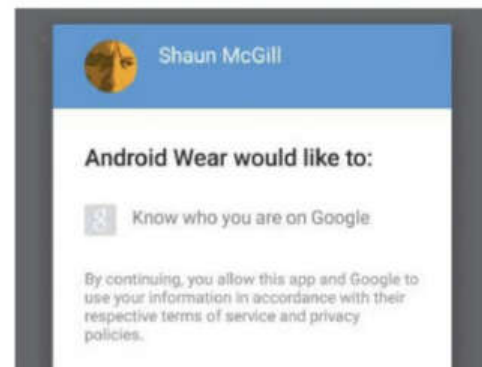 Shaun McGill
Android Wear would like to:
Know who you are on Google
By continuing, you allow this app and Google to
use your information in accordance with their
respective terms of service and privacy
policies.